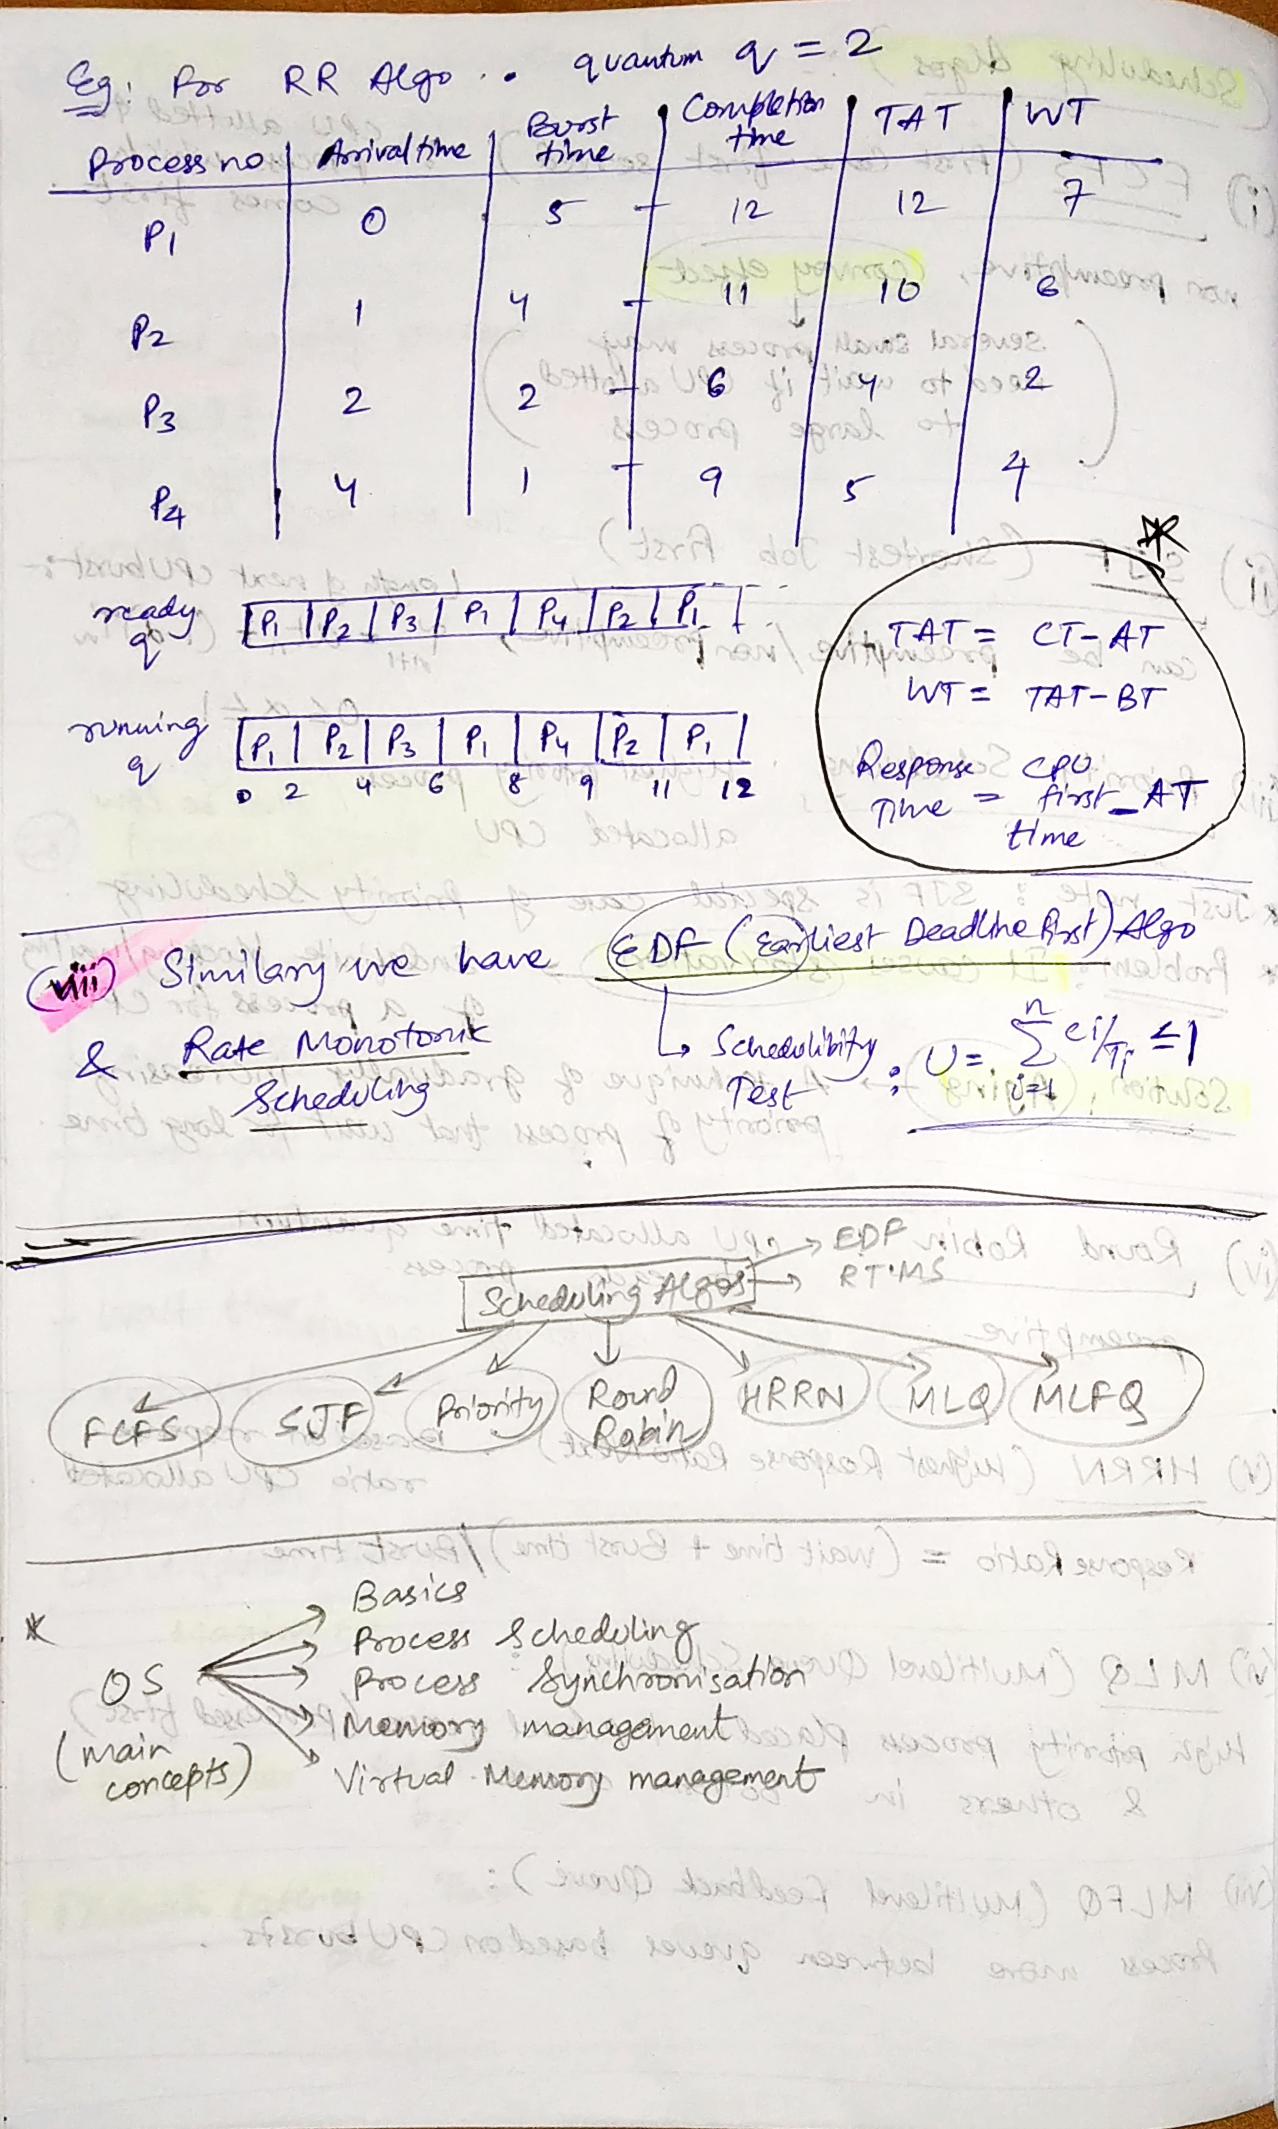 Eg: For RR Algo . . quantum q = 2
Process no | Arrival time | Burst time | Completion time | TAT | WT
P1 0 5 12 12 7
P2 1 4 11 10 6
P3 2 2 6 4 2
P4 4 1 9 5 4
ready q | P1 | P2 | P3 | P1 | P4 | P2 | P1 |
running q | P1 | P2 | P3 | P1 | P4 | P2 | P1 |
0 2 4 6 8 9 11 12
TAT = CT - AT
WT = TAT - BT
Response Time = CPU first time - AT
(viii) Similary we have EDF (Earliest Deadline First) Algo
& Rate Monotonic Scheduling
Schedulibity Test : U = n Σ i=1 ei/Ti ≤ 1
Scheduling Algos
EDF
RTMS
FCFS SJF Priority Round Robin HRRN MLQ MLFQ
* OS (main concepts)
Basics
Process Scheduling
Process Synchronisation
Memory management
Virtual Memory management